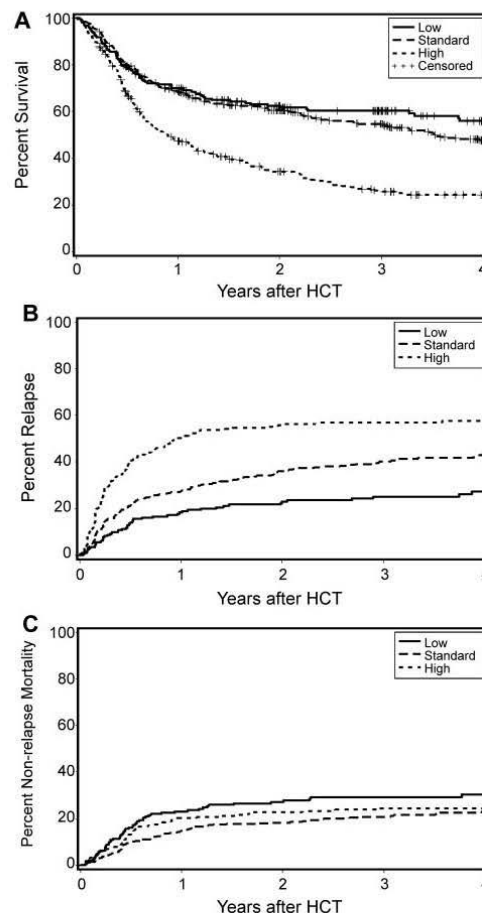 A
Low
Standard
High
Censored
Percent Survival
100
80
60
40
20
0
0 1 2 3 4
Years after HCT
B
Low
Standard
High
Percent Relapse
100
80
60
40
20
0
0 1 2 3
Years after HCT
C
Low
Standard
High
Percent Non-relapse Mortality
100
80
60
40
20
0
0 1 2 3
Years after HCT